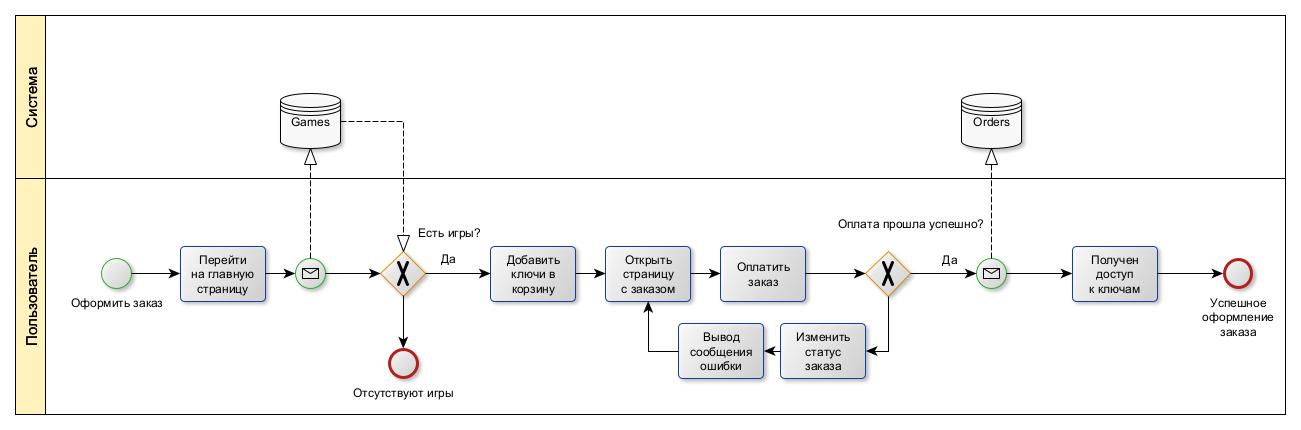 Система
Games
Orders
Пользователь
Оформить заказ
Перейти
на главную
страницу
Есть игры?
Да
Отсутствуют игры
Добавить
ключи в
корзину
Открыть
страницу
с заказом
Оплатить
заказ
Оплата прошла успешно?
Да
Вывод
сообщения
ошибки
Изменить
статус
заказа
Получен
доступ
к ключам
Успешное
оформление
заказа